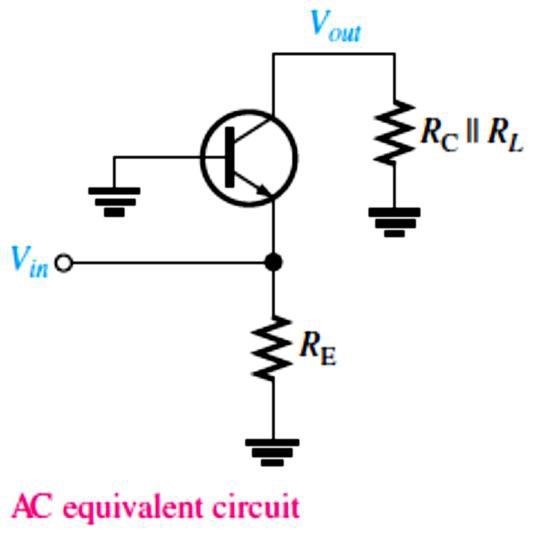 Vout
RC || RL
Vin
RE
AC equivalent circuit